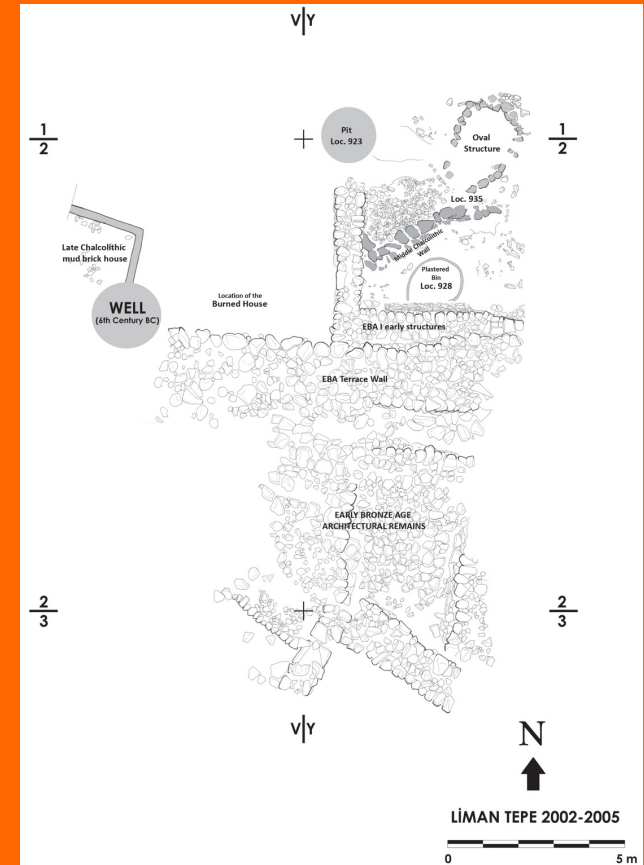 V|Y
1
2
Pit
Loc. 923
Oval
Structure
1
2
Loc. 935
Late Chalcolithic
mud brick house
Middle Chalcolithic
Wall
Plastered
Bin
Loc. 928
Location of the
Burned House
WELL
(6th Century BC)
EBA I early structures
EBA Terrace Wall
EARLY BRONZE AGE
ARCHITECTURAL REMAINS
2
3
2
3
V|Y
N
LİMAN TEPE 2002-2005
0 5 m